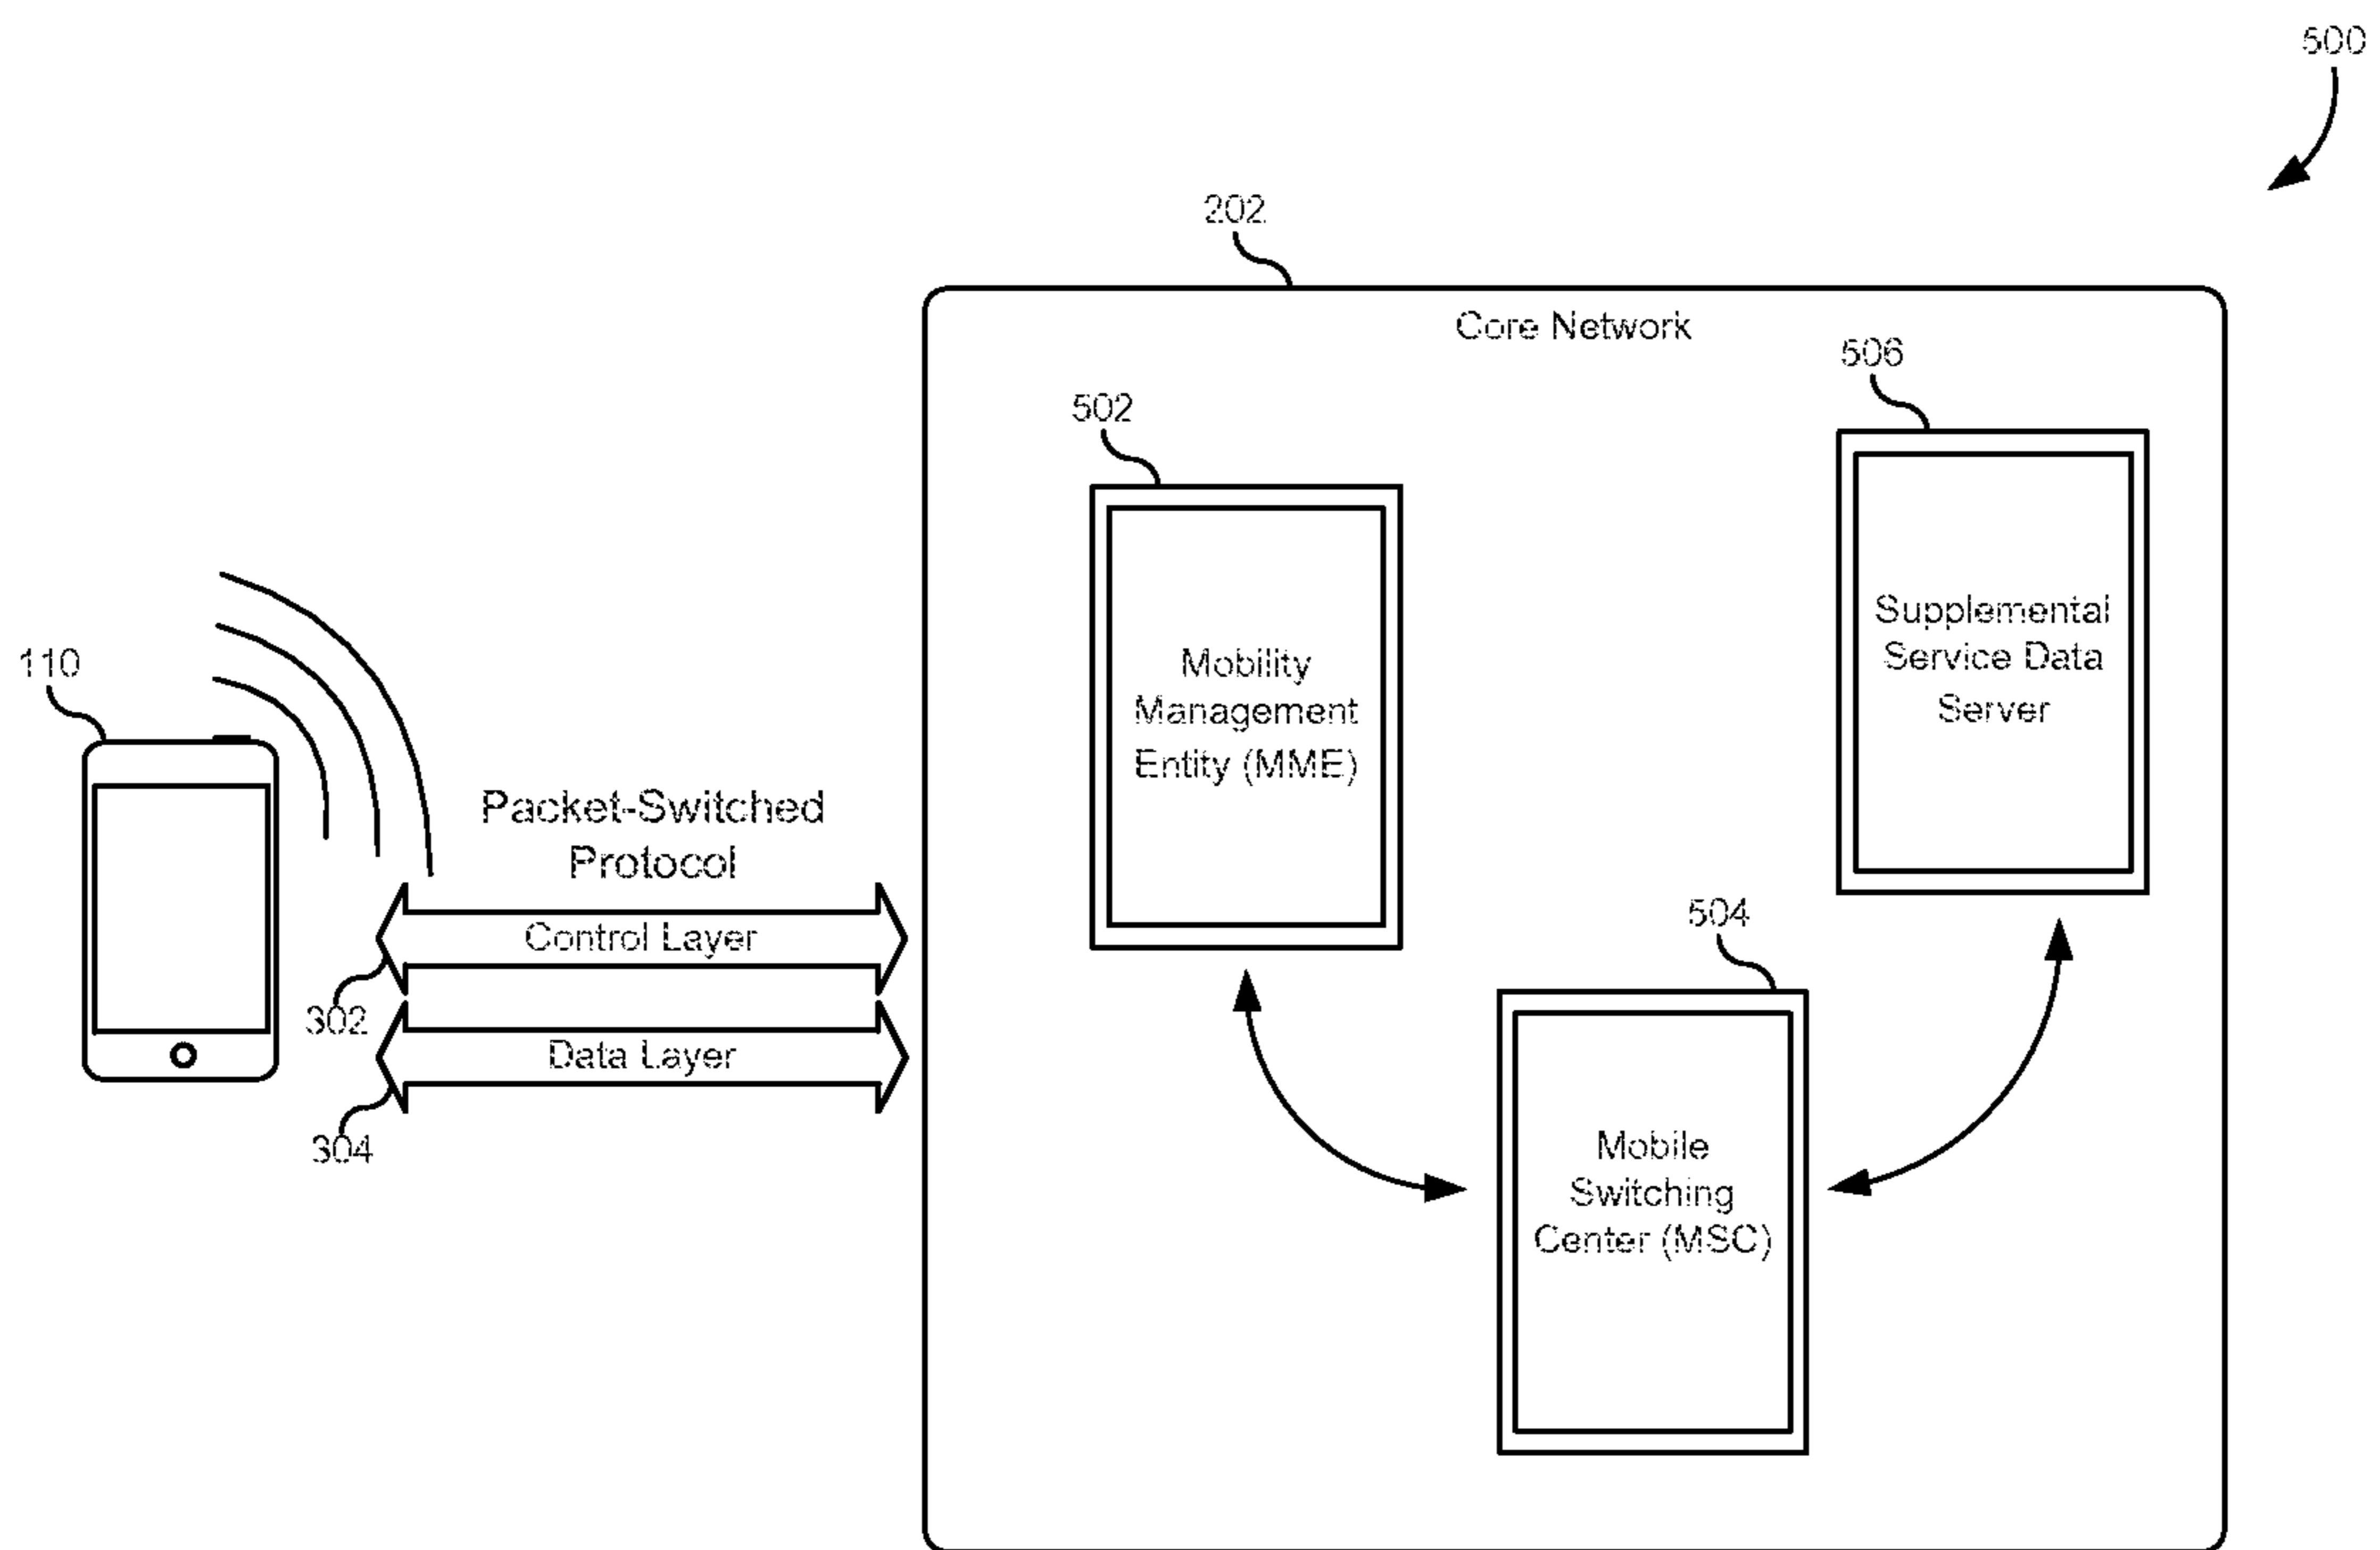 500
202
Core Network
506
502
Supplemental
Service Data
Server
110
Mobility
Management
Entity (MME)
Packet-Switched
Protocol
504
Control Layer
302
Data Layer
304
Mobile
Switching
Center (MSC)